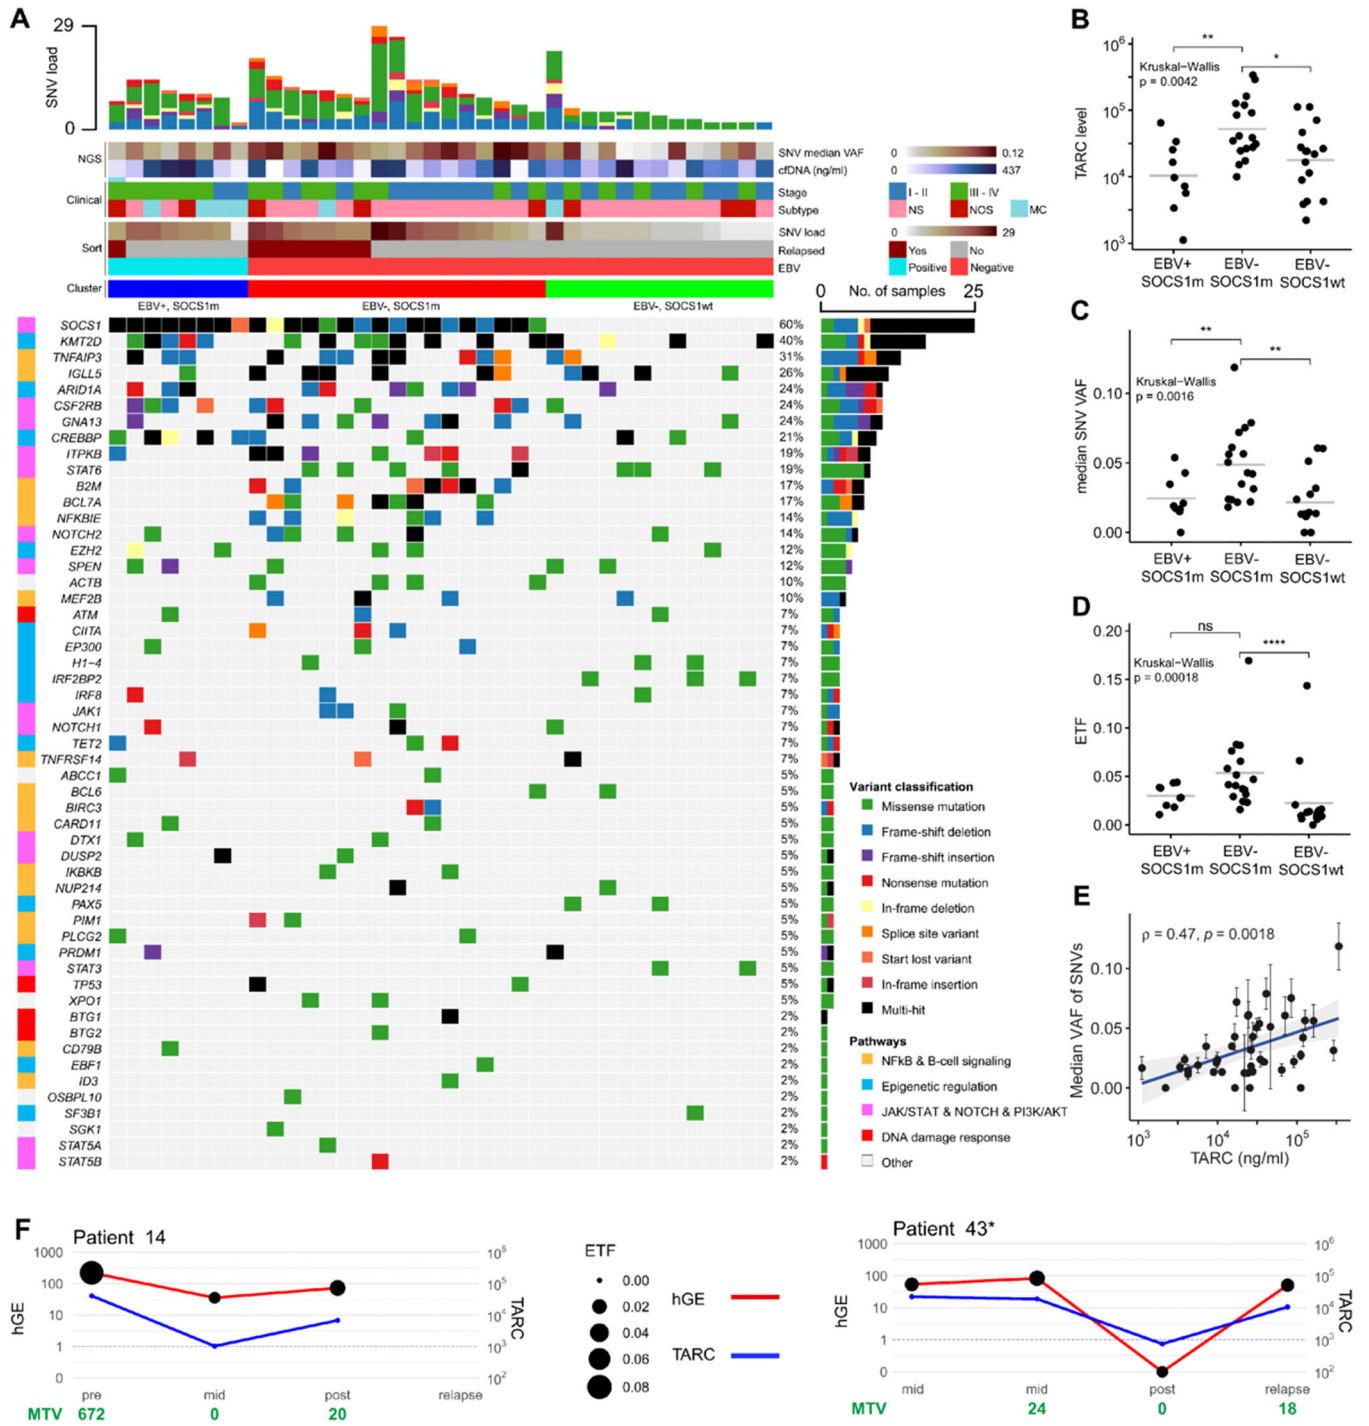 A
29
SNV load
0
NGS
SNV median VAF
0 0.12
cfDNA (ng/ml)
0 437
Clinical
Stage
I - II III - IV
Subtype
NS NOS MC
Sort
SNV load
0 29
Relapsed
Yes No
EBV
Positive Negative
Cluster
EBV+, SOCS1m EBV-, SOCS1m EBV-, SOCS1wt
0 No. of samples 25
SOCS1 60%
KMT2D 40%
TNFAIP3 31%
IGLL5 26%
ARID1A 24%
CSF2RB 24%
GNA13 24%
CREBBP 21%
ITPKB 19%
STAT6 19%
B2M 17%
BCL7A 17%
NFKBIE 14%
NOTCH2 14%
EZH2 12%
SPEN 12%
ACTB 10%
MEF2B 10%
ATM 7%
CIITA 7%
EP300 7%
H1-4 7%
IRF2BP2 7%
IRF8 7%
JAK1 7%
NOTCH1 7%
TET2 7%
TNFRSF14 7%
ABCC1 5%
BCL6 5%
BIRC3 5%
CARD11 5%
DTX1 5%
DUSP2 5%
IKBKB 5%
NUP214 5%
PAX5 5%
PIM1 5%
PLCG2 5%
PRDM1 5%
STAT3 5%
TP53 5%
XPO1 5%
BTG1 2%
BTG2 2%
CD79B 2%
EBF1 2%
ID3 2%
OSBPL10 2%
SF3B1 2%
SGK1 2%
STAT5A 2%
STAT5B 2%
Variant classification
Missense mutation
Frame-shift deletion
Frame-shift insertion
Nonsense mutation
In-frame deletion
Splice site variant
Start lost variant
In-frame insertion
Multi-hit
Pathways
NFkB & B-cell signaling
Epigenetic regulation
JAK/STAT & NOTCH & PI3K/AKT
DNA damage response
Other
B
TARC level
10⁶
10⁵
10⁴
10³
**
*
Kruskal-Wallis
p = 0.0042
EBV+ EBV- EBV-
SOCS1m SOCS1m SOCS1wt
C
median SNV VAF
0.10
0.05
0.00
**
**
Kruskal-Wallis
p = 0.0016
EBV+ EBV- EBV-
SOCS1m SOCS1m SOCS1wt
D
ETF
0.20
0.15
0.10
0.05
0.00
ns
****
Kruskal-Wallis
p = 0.00018
EBV+ EBV- EBV-
SOCS1m SOCS1m SOCS1wt
E
ρ = 0.47, p = 0.0018
Median VAF of SNVs
0.10
0.05
0.00
10³ 10⁴ 10⁵
TARC (ng/ml)
F
Patient 14
hGE
1000
100
10
1
0
TARC
10⁶
10⁵
10⁴
10³
10²
pre mid post relapse
MTV 672 0 20
ETF
0.00
0.02
0.04
0.06
0.08
hGE
TARC
Patient 43*
hGE
1000
100
10
1
0
TARC
10⁶
10⁵
10⁴
10³
10²
mid mid post relapse
MTV 24 0 18